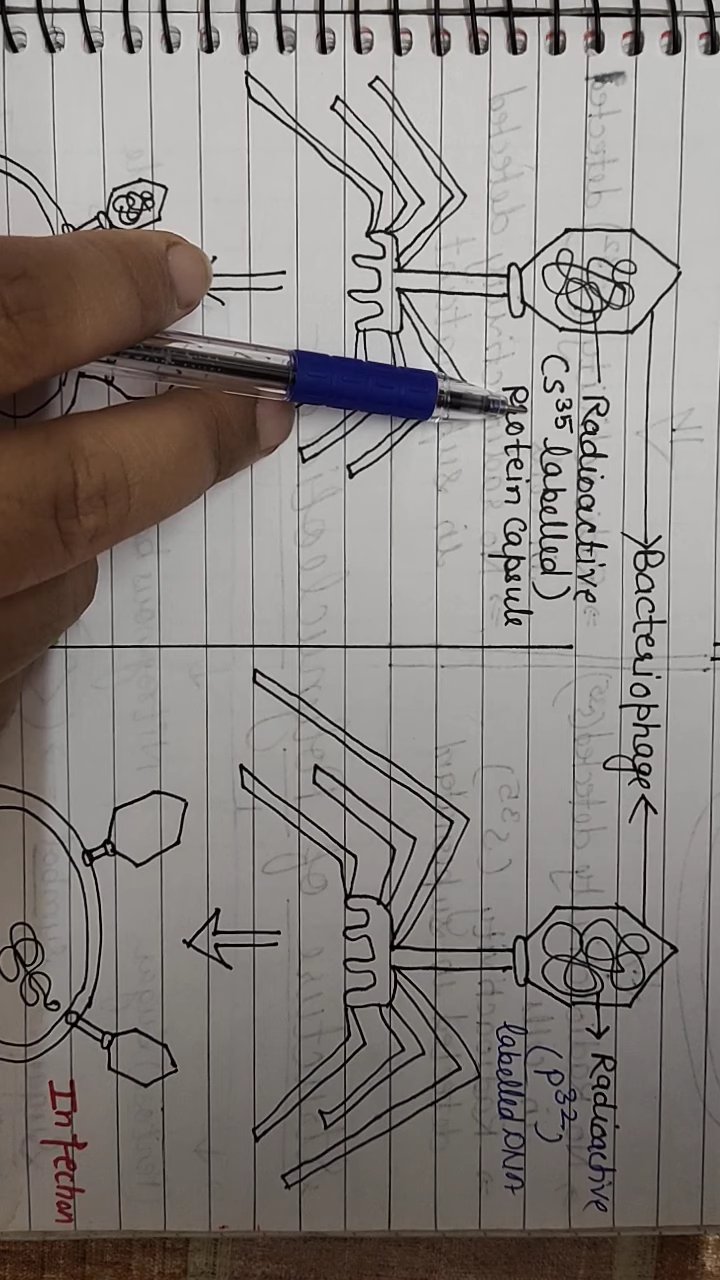 Bacteriophage
Radioactive
(S³⁵ labelled)
Protein Capsule
Radioactive
(P³²)
labelled DNA
Infection